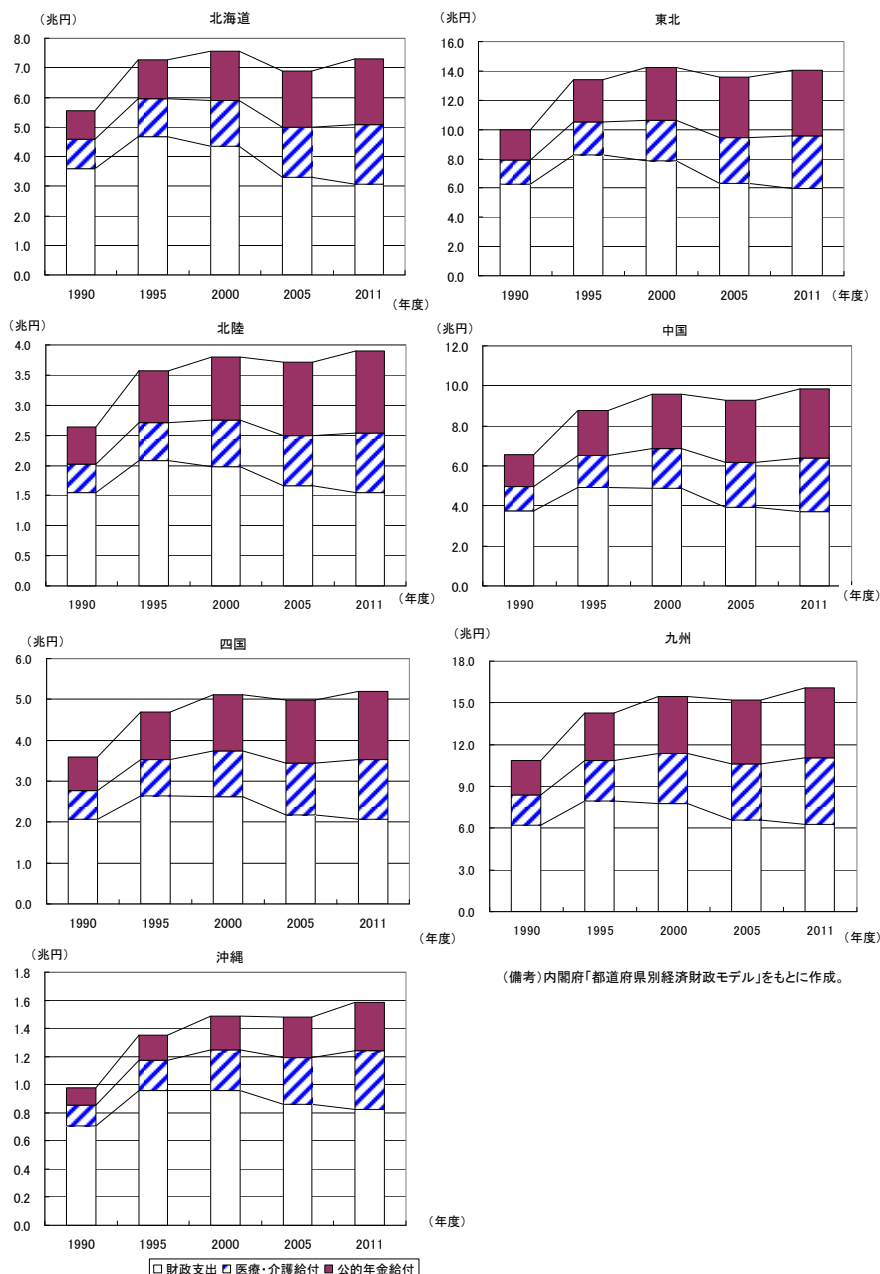 （兆円）
北海道
8.0
7.0
6.0
5.0
4.0
3.0
2.0
1.0
0.0
1990 1995 2000 2005 2011
（年度）
（兆円）
東北
16.0
14.0
12.0
10.0
8.0
6.0
4.0
2.0
0.0
1990 1995 2000 2005 2011
（年度）
（兆円）
北陸
4.0
3.5
3.0
2.5
2.0
1.5
1.0
0.5
0.0
1990 1995 2000 2005 2011
（年度）
（兆円）
中国
12.0
10.0
8.0
6.0
4.0
2.0
0.0
1990 1995 2000 2005 2011
（年度）
（兆円）
四国
6.0
5.0
4.0
3.0
2.0
1.0
0.0
1990 1995 2000 2005 2011
（年度）
（兆円）
九州
18.0
15.0
12.0
9.0
6.0
3.0
0.0
1990 1995 2000 2005 2011
（年度）
（兆円）
沖縄
1.8
1.6
1.4
1.2
1.0
0.8
0.6
0.4
0.2
0.0
1990 1995 2000 2005 2011
（年度）
（備考）内閣府「都道府県別経済財政モデル」をもとに作成。
財政支出 医療・介護給付 公的年金給付